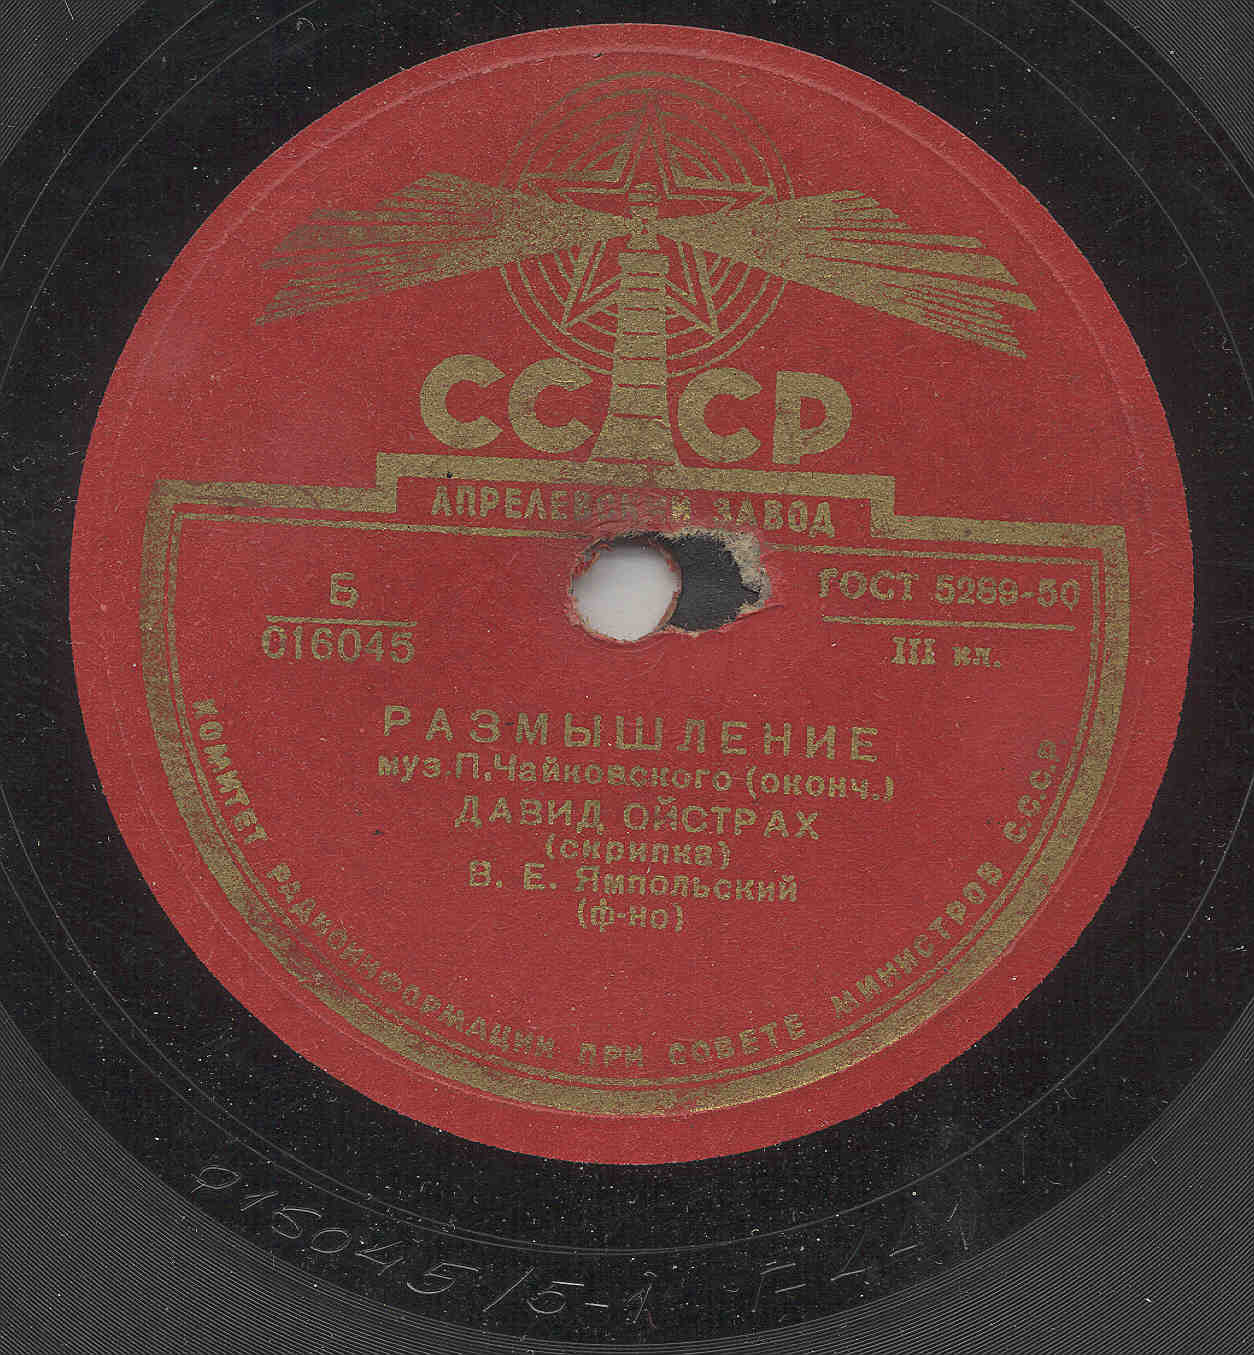 СССР
АПРЕЛЕВСКИЙ ЗАВОД
Б
016045
ГОСТ 5289-50
III кл.
РАЗМЫШЛЕНИЕ
муз.П.Чайковского (оконч.)
ДАВИД ОЙСТРАХ
(скрипка)
В. Е. Ямпольский
(ф-но)
КОМИТЕТ РАДИОИНФОРМАЦИИ ПРИ СОВЕТЕ МИНИСТРОВ С.С.С.Р
016045/5-1